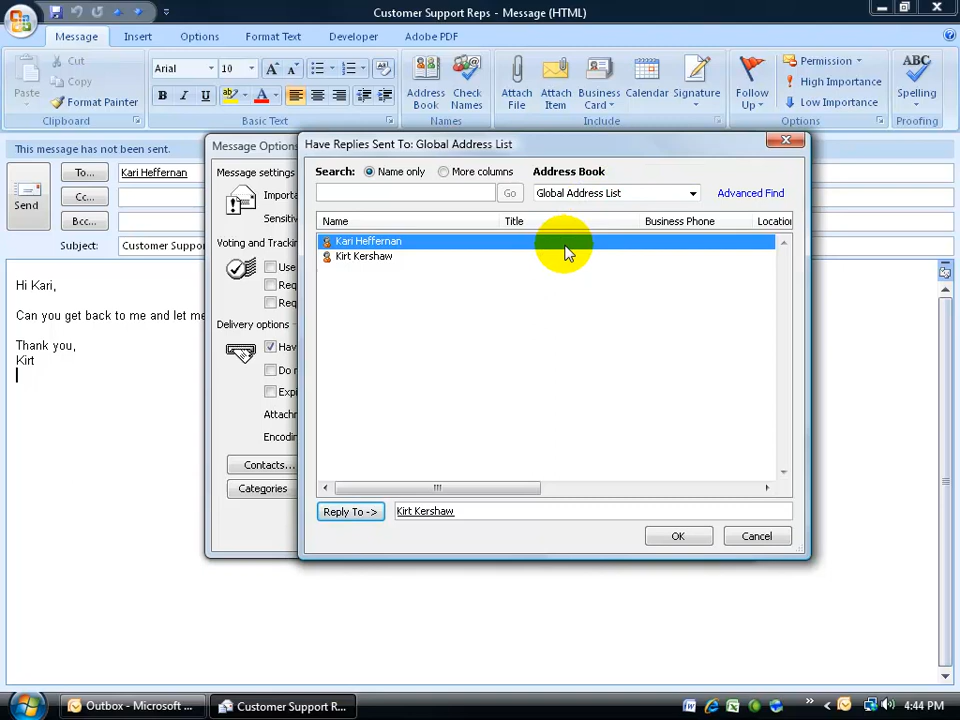 Customer Support Reps - Message (HTML)
Message Insert Options Format Text Developer Adobe PDF
Paste
Cut
Copy
Format Painter
Clipboard
Arial 10
B I U
Basic Text
Address Book
Check Names
Names
Attach File
Attach Item
Business Card
Calendar
Signature
Include
Follow Up
Permission
High Importance
Low Importance
Options
ABC
Spelling
Proofing
This message has not been sent.
Send
To... Kari Heffernan
Cc...
Bcc...
Subject: Customer Suppo
Hi Kari,
Can you get back to me and let me
Thank you,
Kirt
Message Options
Message settings
Importa
Sensitiv
Voting and Tracking
Use
Req
Req
Delivery options
Hav
Do n
Expi
Attachm
Encodin
Contacts...
Categories
Have Replies Sent To: Global Address List
Search: Name only More columns Address Book
Go Global Address List Advanced Find
Name Title Business Phone Location
Kari Heffernan
Kirt Kershaw
Reply To -> Kirt Kershaw
OK Cancel
Outbox - Microsoft ... Customer Support R... » 4:44 PM